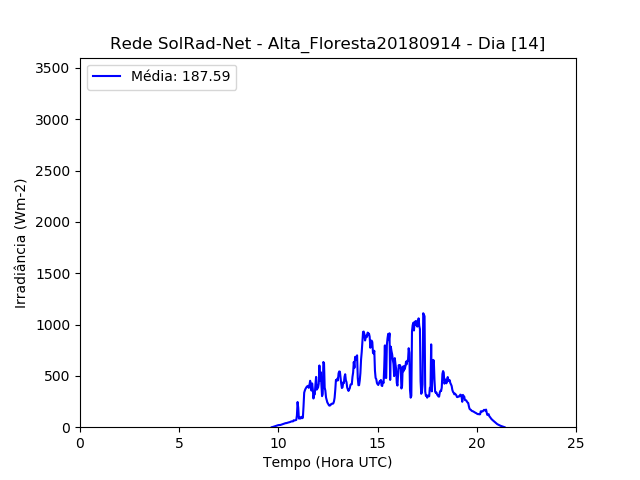 Rede SolRad-Net - Alta_Floresta20180914 - Dia [14]
Média: 187.59
3500
3000
2500
2000
1500
1000
500
0
Irradiância (Wm-2)
0 5 10 15 20 25
Tempo (Hora UTC)